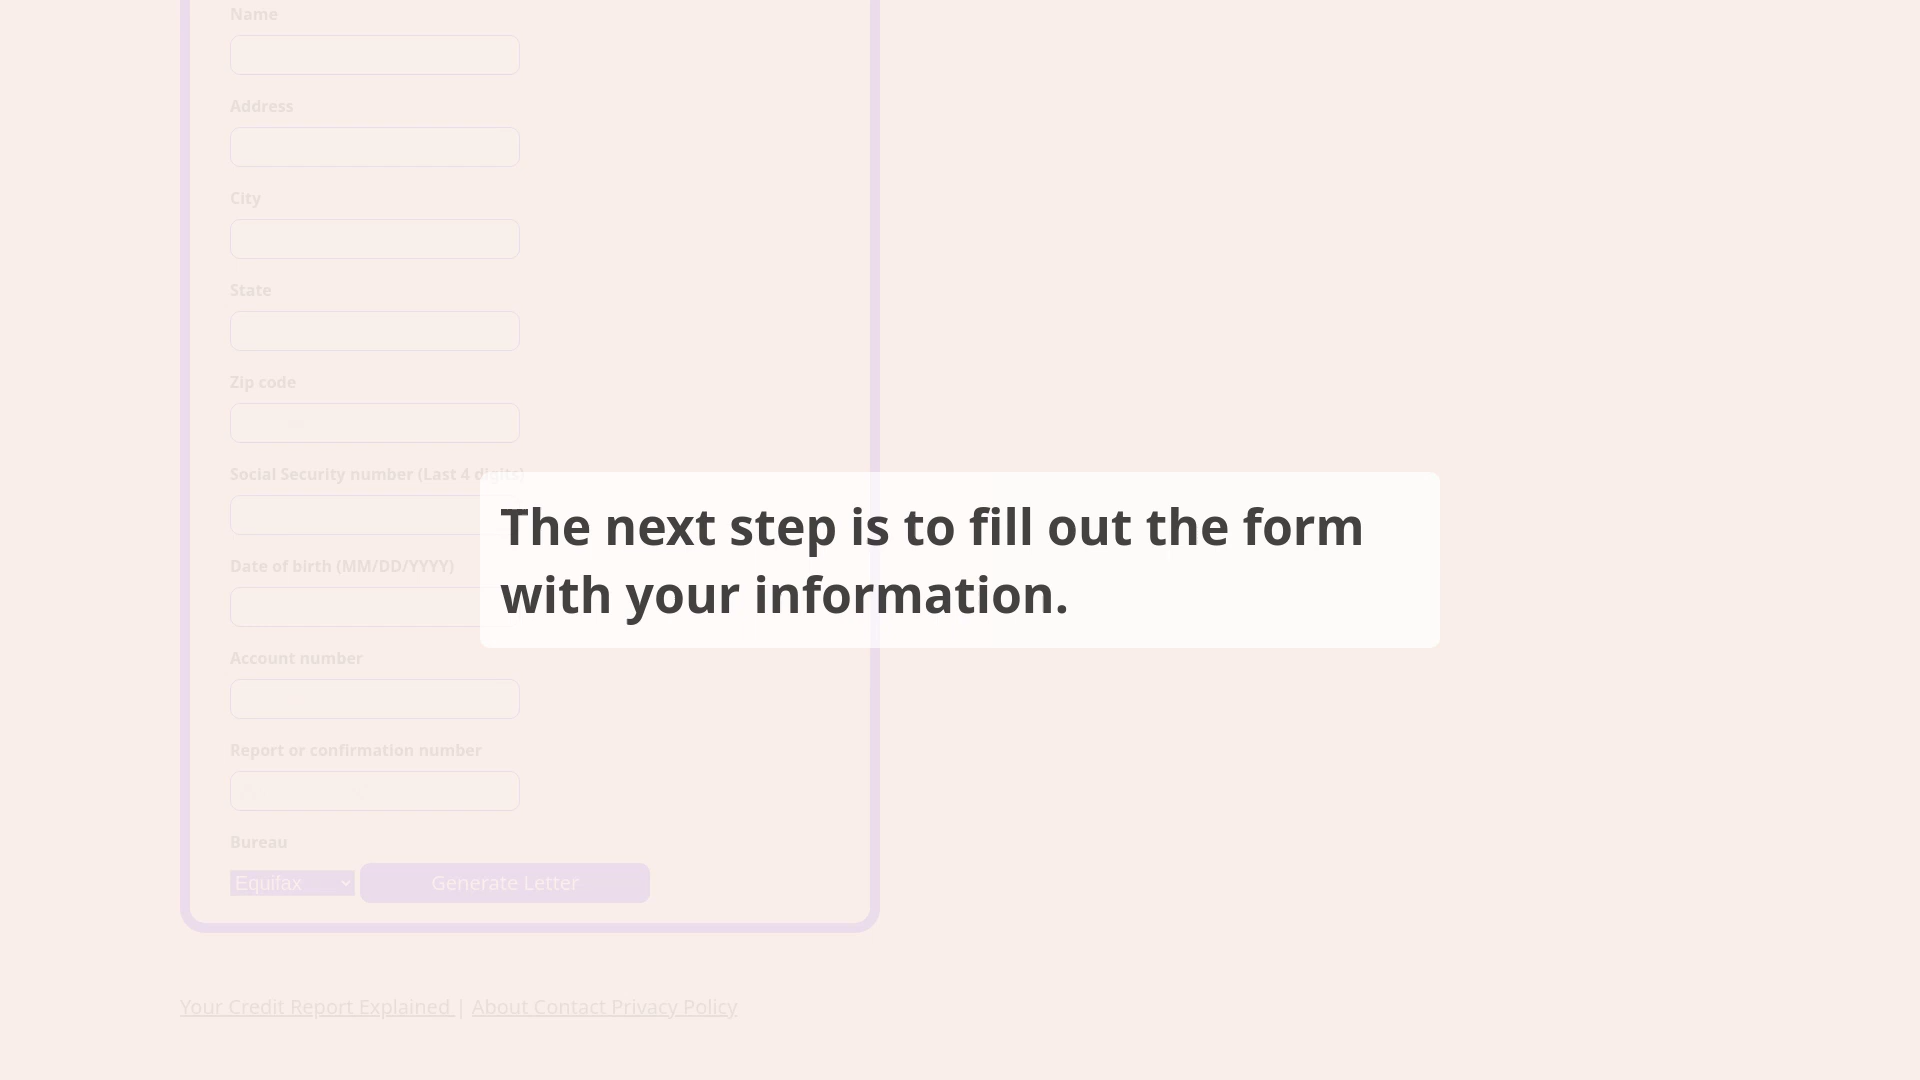 Name
Address
City
State
Zip code
Social Security number (Last 4 digits)
The next step is to fill out the form
with your information.
Date of birth (MM/DD/YYYY)
Account number
Report or confirmation number
Bureau
Equifax Generate Letter
Your Credit Report Explained | About Contact Privacy Policy